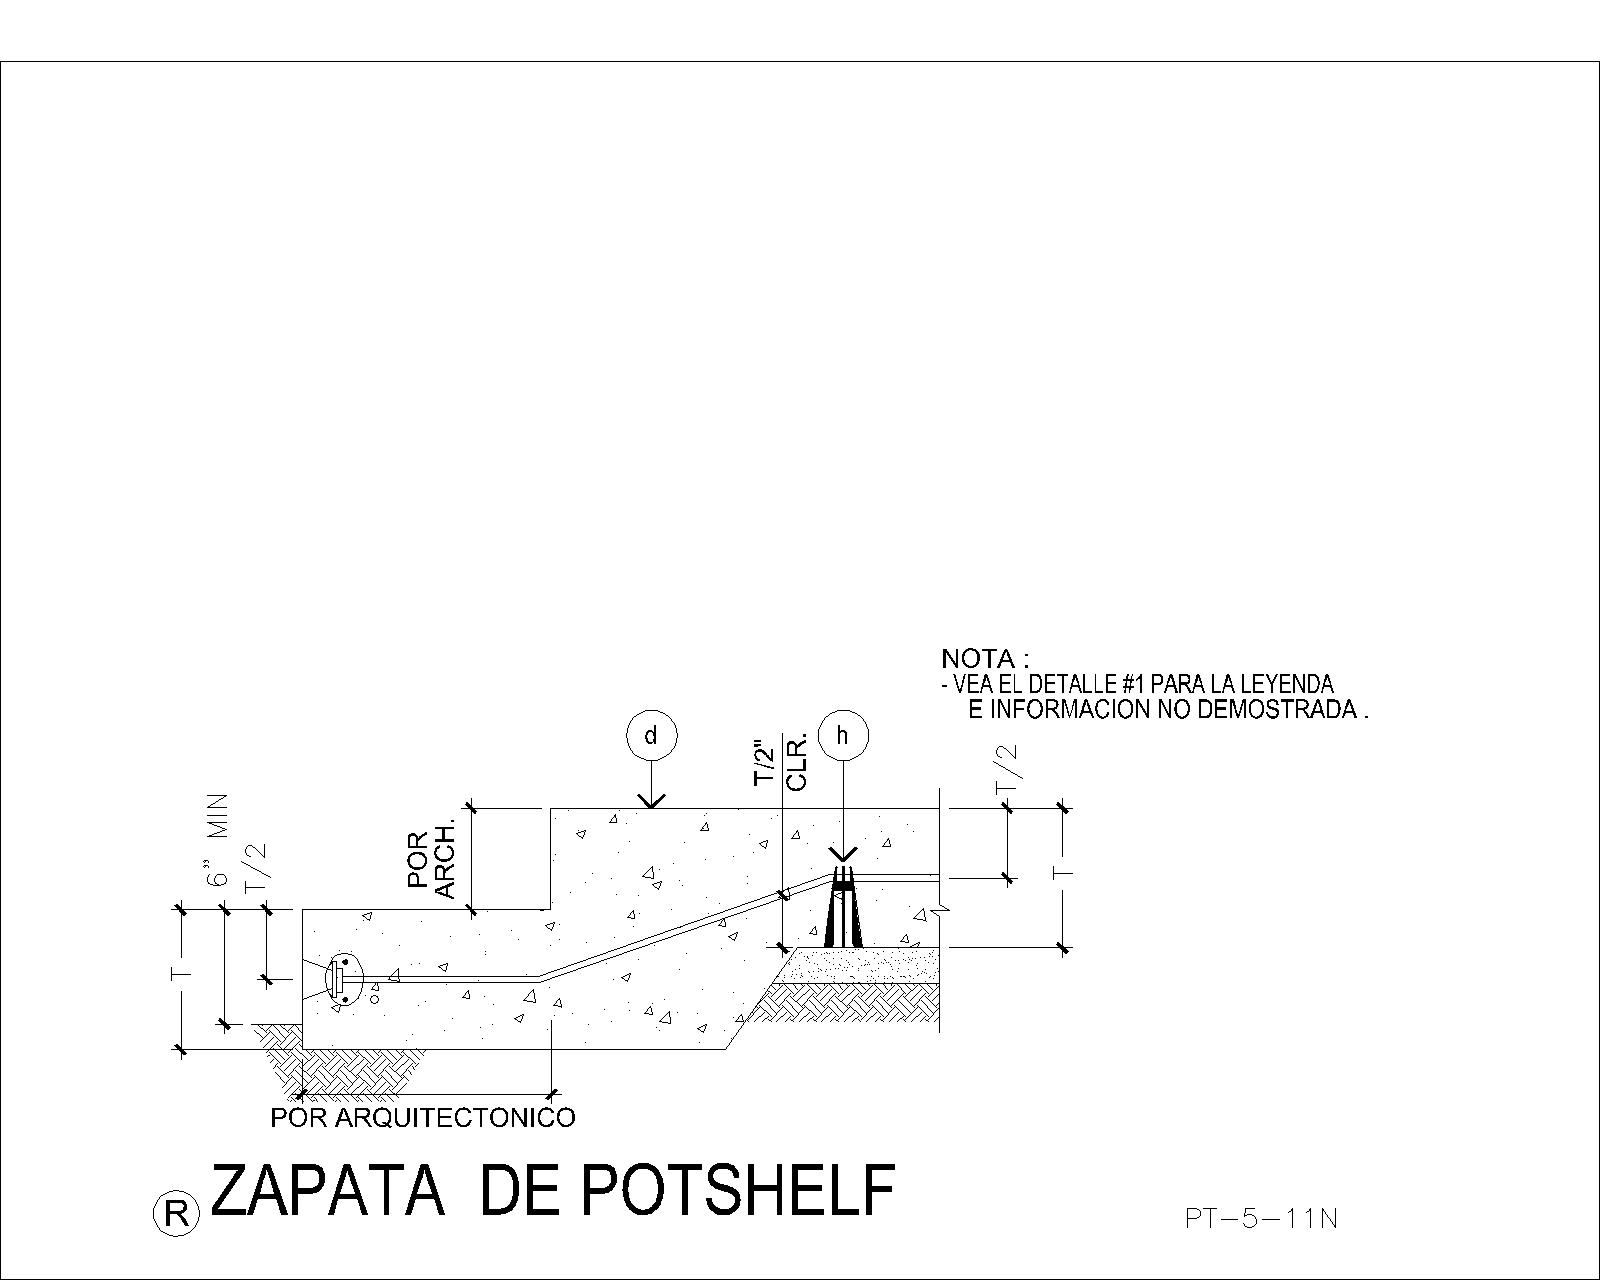 NOTA :
- VEA EL DETALLE #1 PARA LA LEYENDA
E INFORMACION NO DEMOSTRADA .
d
h
T/2"
CLR.
T/2
T
POR
ARCH.
6" MIN
T/2
T
POR ARQUITECTONICO
R ZAPATA DE POTSHELF
PT-5-11N